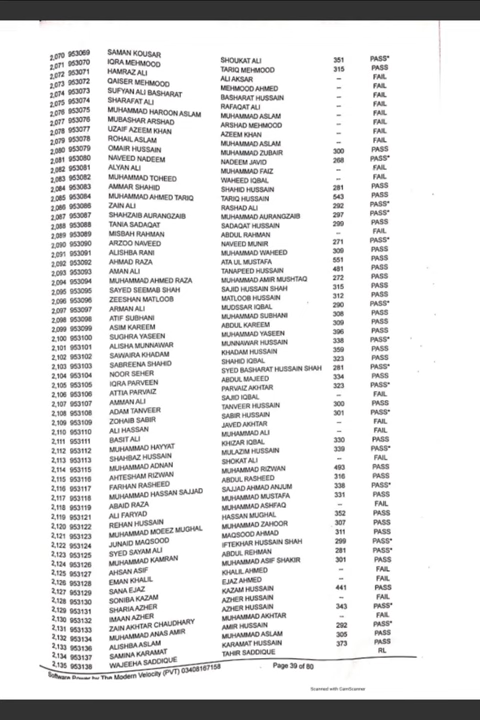 2,070 953069 SAMAN KOUSAR SHOUKAT ALI 351 PASS*
2,071 953070 IQRA MEHMOOD TARIQ MEHMOOD 315 PASS
2,072 953071 HAMRAZ ALI ALI AKSAR -- FAIL
2,073 953072 QAISER MEHMOOD MEHMOOD AHMED -- FAIL
2,074 953073 SUFYAN ALI BASHARAT BASHARAT HUSSAIN -- FAIL
2,075 953074 SHARAFAT ALI RAFAQAT ALI -- FAIL
2,076 953075 MUHAMMAD HAROON ASLAM MUHAMMAD ASLAM -- FAIL
2,077 953076 MUBASHAR ARSHAD ARSHAD MEHMOOD -- FAIL
2,078 953077 UZAIF AZEEM KHAN AZEEM KHAN -- FAIL
2,079 953078 ROHAIL ASLAM MUHAMMAD ASLAM -- FAIL
2,080 953079 OMAIR HUSSAIN MUHAMMAD ZUBAIR 300 PASS
2,081 953080 NAVEED NADEEM NADEEM JAVID 268 PASS*
2,082 953081 ALYAN ALI MUHAMMAD FAIZ -- FAIL
2,083 953082 MUHAMMAD TOHEED WAHEED IQBAL -- FAIL
2,084 953083 AMMAR SHAHID SHAHID HUSSAIN 281 PASS
2,085 953084 MUHAMMAD AHMED TARIQ TARIQ HUSSAIN 543 PASS
2,086 953086 ZAIN ALI RASHAD ALI 292 PASS*
2,087 953087 SHAHZAIB AURANGZAIB MUHAMMAD AURANGZAIB 297 PASS*
2,088 953088 TANIA SADAQAT SADAQAT HUSSAIN 299 PASS
2,089 953089 MISBAH RAHMAN ABDUL RAHMAN -- FAIL
2,090 953090 ARZOO NAVEED NAVEED MUNIR 271 PASS*
2,091 953091 ALISHBA RANI MUHAMMAD WAHEED 309 PASS
2,092 953092 AHMAD RAZA ATA UL MUSTAFA 551 PASS
2,093 953093 AMAN ALI TANAPEED HUSSAIN 481 PASS
2,094 953094 MUHAMMAD AHMED RAZA MUHAMMAD AMIR MUSHTAQ 272 PASS
2,095 953095 SAYED SEEMAB SHAH SAJID HUSSAIN SHAH 315 PASS
2,096 953096 ZEESHAN MATLOOB MATLOOB HUSSAIN 312 PASS
2,097 953097 ARMAN ALI MUDSSAR IQBAL 290 PASS*
2,098 953098 ATIF SUBHANI MUHAMMAD SUBHANI 308 PASS
2,099 953099 ASIM KAREEM ABDUL KAREEM 309 PASS
2,100 953100 SUGHRA YASEEN MUHAMMAD YASEEN 396 PASS
2,101 953101 ALISHA MUNNAWAR MUNNAWAR HUSSAIN 338 PASS*
2,102 953102 SAWAIRA KHADAM KHADAM HUSSAIN 359 PASS
2,103 953103 SABREENA SHAHID SHAHID IQBAL 323 PASS
2,104 953104 NOOR SEHER SYED BASHARAT HUSSAIN SHAH 281 PASS*
2,105 953105 IQRA PARVEEN ABDUL MAJEED 334 PASS
2,106 953106 ATTIA PARVAIZ PARVAIZ AKHTAR 323 PASS*
2,107 953107 AMMAN ALI SAJID IQBAL -- FAIL
2,108 953108 ADAM TANVEER TANVEER HUSSAIN 300 PASS
2,109 953109 ZOHAIB SABIR SABIR HUSSAIN 301 PASS*
2,110 953110 ALI HASSAN JAVED AKHTAR -- FAIL
2,111 953111 BASIT ALI MUHAMMAD ALI -- FAIL
2,112 953112 MUHAMMAD HAYYAT KHIZAR IQBAL 330 PASS
2,113 953113 SHAHBAZ HUSSAIN MULAZIM HUSSAIN 339 PASS*
2,114 953115 MUHAMMAD ADNAN SHOKAT ALI -- FAIL
2,115 953116 AHTESHAM RIZWAN MUHAMMAD RIZWAN 493 PASS
2,116 953117 FARHAN RASHEED ABDUL RASHEED 316 PASS
2,117 953118 MUHAMMAD HASSAN SAJJAD SAJJAD AHMAD ANJUM 338 PASS*
2,118 953119 ABAID RAZA MUHAMMAD MUSTAFA 331 PASS
2,119 953121 ALI FARYAD MUHAMMAD ASHFAQ -- FAIL
2,120 953122 REHAN HUSSAIN HASSAN MUGHAL 352 PASS
2,121 953123 MUHAMMAD MOEEZ MUGHAL MUHAMMAD ZAHOOR 307 PASS
2,122 953124 JUNAID MAQSOOD MAQSOOD AHMAD 311 PASS
2,123 953125 SYED SAYAM ALI IFTEKHAR HUSSAIN SHAH 299 PASS*
2,124 953126 MUHAMMAD KAMRAN ABDUL REHMAN 281 PASS*
2,125 953127 AHSAN ASIF MUHAMMAD ASIF SHAKIR 301 PASS
2,126 953128 EMAN KHALIL KHALIL AHMED -- FAIL
2,127 953129 SANA EJAZ EJAZ AHMED -- FAIL
2,128 953130 SONIBA KAZAM KAZAM HUSSAIN 441 PASS
2,129 953131 SHARIA AZHER AZHER HUSSAIN -- FAIL
2,130 953132 IMAAN AZHER AZHER HUSSAIN 343 PASS*
2,131 953133 ZAIN AKHTAR CHAUDHARY MUHAMMAD AKHTAR -- FAIL
2,132 953134 MUHAMMAD ANAS AMIR AMIR HUSSAIN 292 PASS*
2,133 953136 ALISHBA ASLAM MUHAMMAD ASLAM 305 PASS
2,134 953137 SAMINA KARAMAT KARAMAT HUSSAIN 373 PASS
2,135 953138 WAJEEHA SADDIQUE TAHIR SADDIQUE RL
Software Power by The Modern Velocity (PVT) 03408167158 Page 39 of 60
Scanned with CamScanner